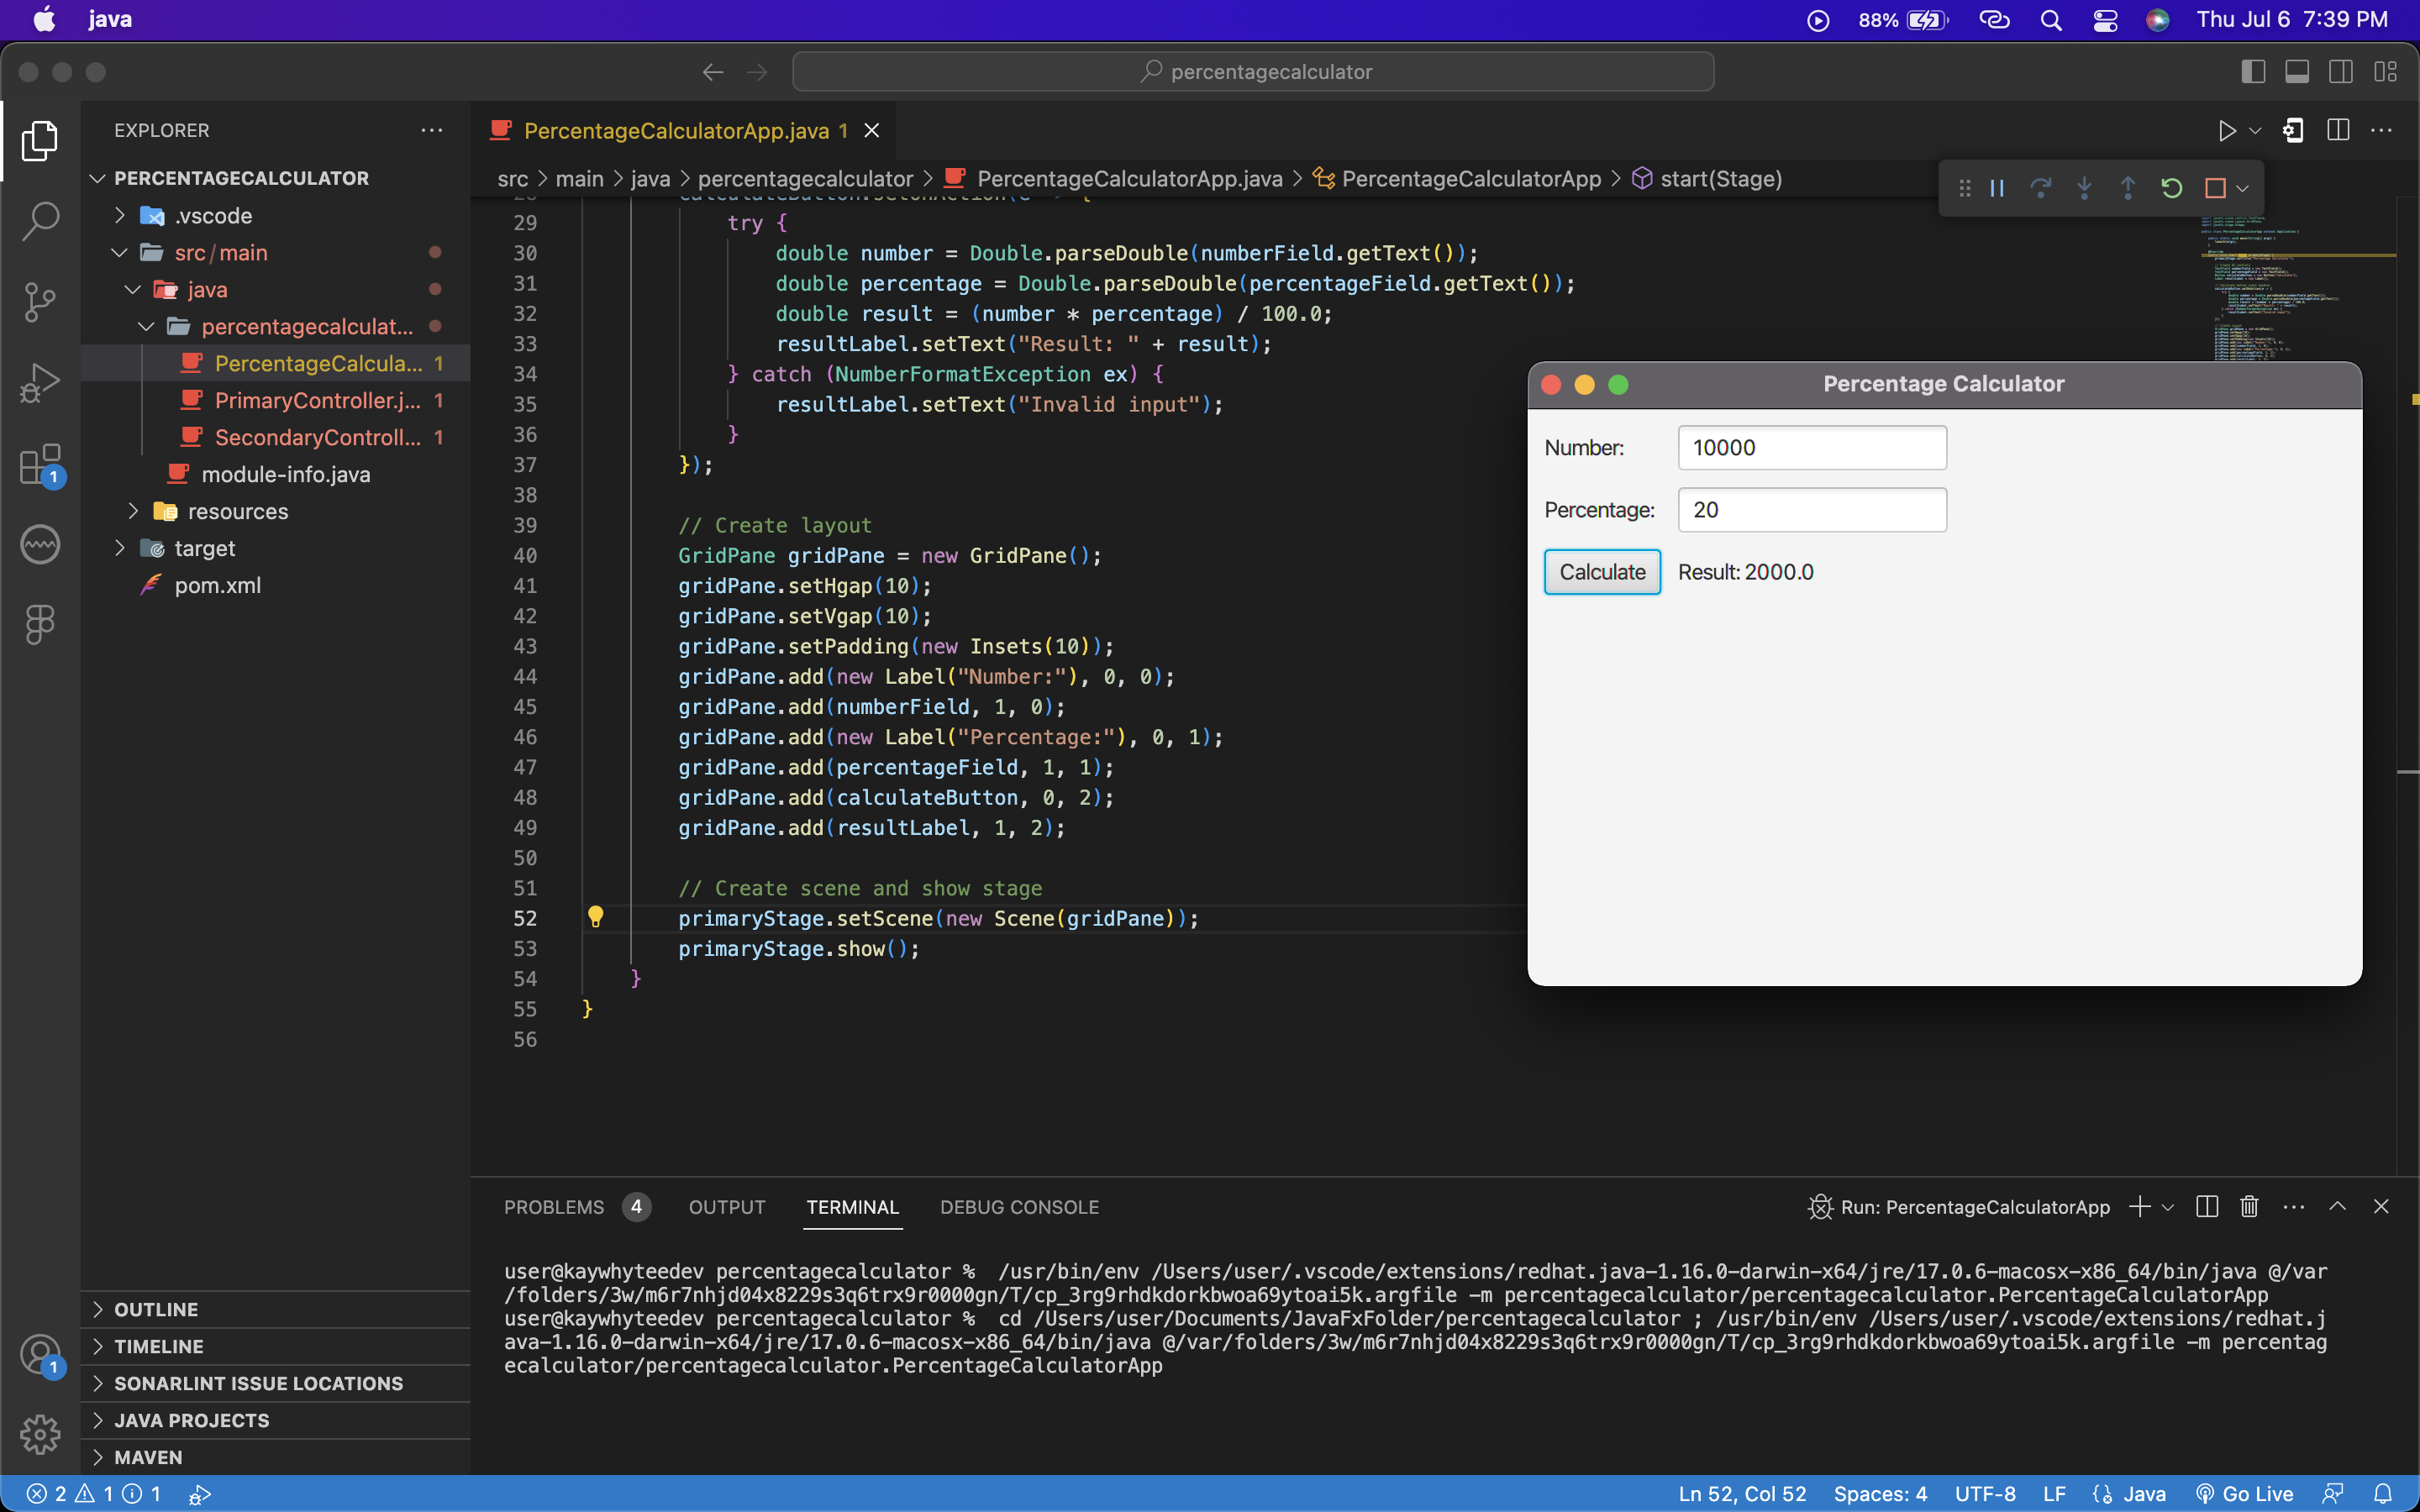 java
88%
Thu Jul 6 7:39 PM
percentagecalculator
EXPLORER
PERCENTAGECALCULATOR
.vscode
src/main
java
percentagecalculat...
PercentageCalcula... 1
PrimaryController.j... 1
SecondaryControll... 1
module-info.java
resources
target
pom.xml
OUTLINE
TIMELINE
SONARLINT ISSUE LOCATIONS
JAVA PROJECTS
MAVEN
1
1
PercentageCalculatorApp.java 1
src > main > java > percentagecalculator > PercentageCalculatorApp.java > PercentageCalculatorApp > start(Stage)
29 try {
30 double number = Double.parseDouble(numberField.getText());
31 double percentage = Double.parseDouble(percentageField.getText());
32 double result = (number * percentage) / 100.0;
33 resultLabel.setText("Result: " + result);
34 } catch (NumberFormatException ex) {
35 resultLabel.setText("Invalid input");
36 }
37 });
38
39 // Create layout
40 GridPane gridPane = new GridPane();
41 gridPane.setHgap(10);
42 gridPane.setVgap(10);
43 gridPane.setPadding(new Insets(10));
44 gridPane.add(new Label("Number:"), 0, 0);
45 gridPane.add(numberField, 1, 0);
46 gridPane.add(new Label("Percentage:"), 0, 1);
47 gridPane.add(percentageField, 1, 1);
48 gridPane.add(calculateButton, 0, 2);
49 gridPane.add(resultLabel, 1, 2);
50
51 // Create scene and show stage
52 primaryStage.setScene(new Scene(gridPane));
53 primaryStage.show();
54 }
55 }
56
Percentage Calculator
Number: 10000
Percentage: 20
Calculate Result: 2000.0
PROBLEMS 4 OUTPUT TERMINAL DEBUG CONSOLE
Run: PercentageCalculatorApp
user@kaywhyteedev percentagecalculator %  /usr/bin/env /Users/user/.vscode/extensions/redhat.java-1.16.0-darwin-x64/jre/17.0.6-macosx-x86_64/bin/java @/var
/folders/3w/m6r7nhjd04x8229s3q6trx9r0000gn/T/cp_3rg9rhdkdorkbwoa69ytoai5k.argfile -m percentagecalculator/percentagecalculator.PercentageCalculatorApp
user@kaywhyteedev percentagecalculator %  cd /Users/user/Documents/JavaFxFolder/percentagecalculator ; /usr/bin/env /Users/user/.vscode/extensions/redhat.j
ava-1.16.0-darwin-x64/jre/17.0.6-macosx-x86_64/bin/java @/var/folders/3w/m6r7nhjd04x8229s3q6trx9r0000gn/T/cp_3rg9rhdkdorkbwoa69ytoai5k.argfile -m percentag
ecalculator/percentagecalculator.PercentageCalculatorApp
2 1 1
Ln 52, Col 52 Spaces: 4 UTF-8 LF Java Go Live